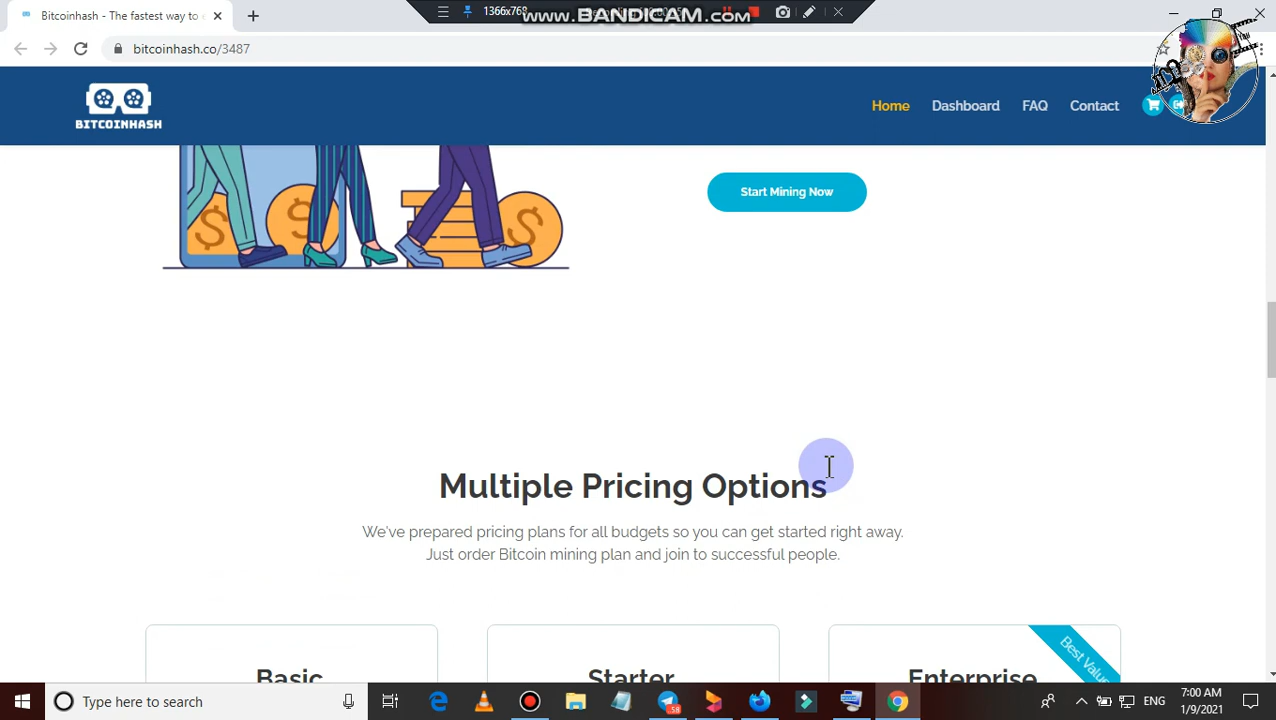 Bitcoinhash - The fastest way to e
1366x768
www.BANDICAM.com
bitcoinhash.co/3487
BITCOINHASH
Home
Dashboard
FAQ
Contact
Start Mining Now
Multiple Pricing Options
We've prepared pricing plans for all budgets so you can get started right away.
Just order Bitcoin mining plan and join to successful people.
Basic
Starter
Enterprise
Best Value
Type here to search
58
ENG
7:00 AM
1/9/2021